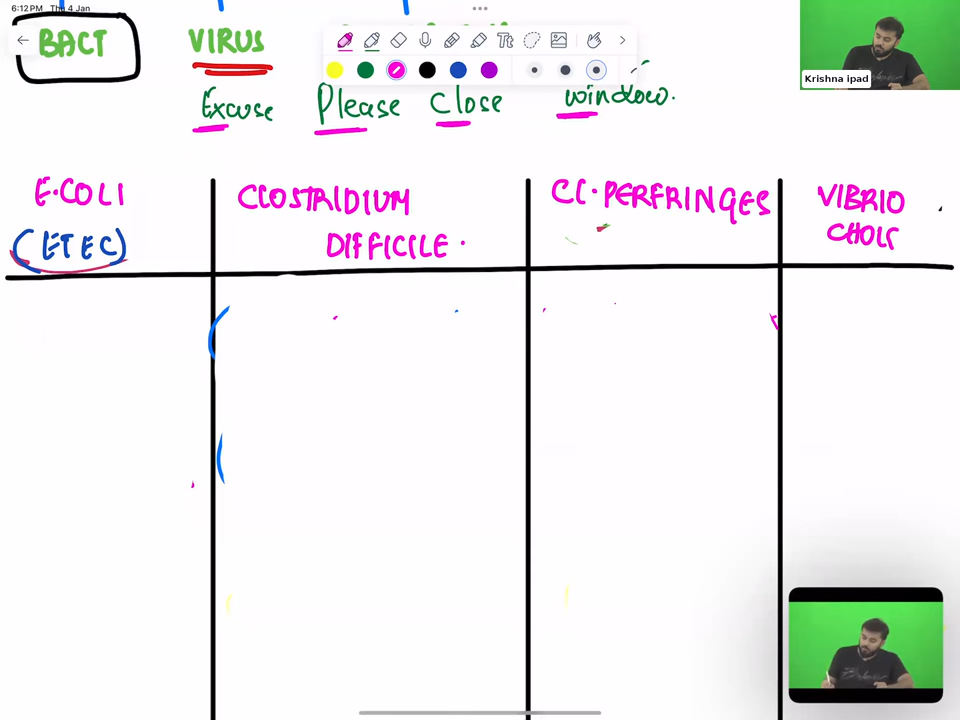 6:12 PM Thu 4 Jan
BACT
VIRUS
Tt
Krishna ipad
Excuse Please Close window.
E.COLI
(ETEC)
CLOSTRIDIUM
DIFFICILE.
CL.PERFRINGES
VIBRIO
CHOLE